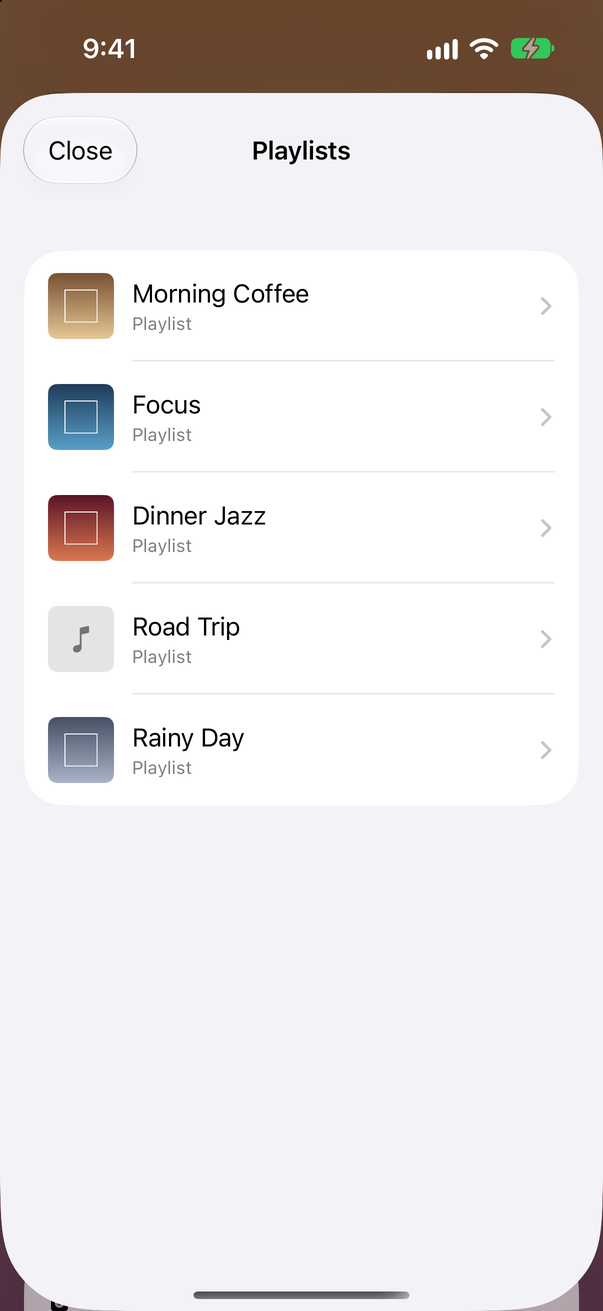 9:41
Close
Playlists
Morning Coffee
Playlist
Focus
Playlist
Dinner Jazz
Playlist
Road Trip
Playlist
Rainy Day
Playlist